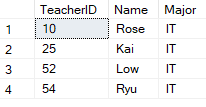 TeacherID Name Major
1 10 Rose IT
2 25 Kai IT
3 52 Low IT
4 54 Ryu IT